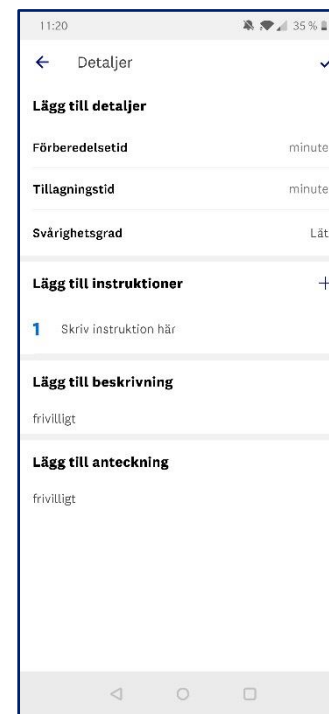 11:20 35 %
Detaljer
Lägg till detaljer
Förberedelsetid minute
Tillagningstid minute
Svårighetsgrad Lät
Lägg till instruktioner
1 Skriv instruktion här
Lägg till beskrivning
frivilligt
Lägg till anteckning
frivilligt